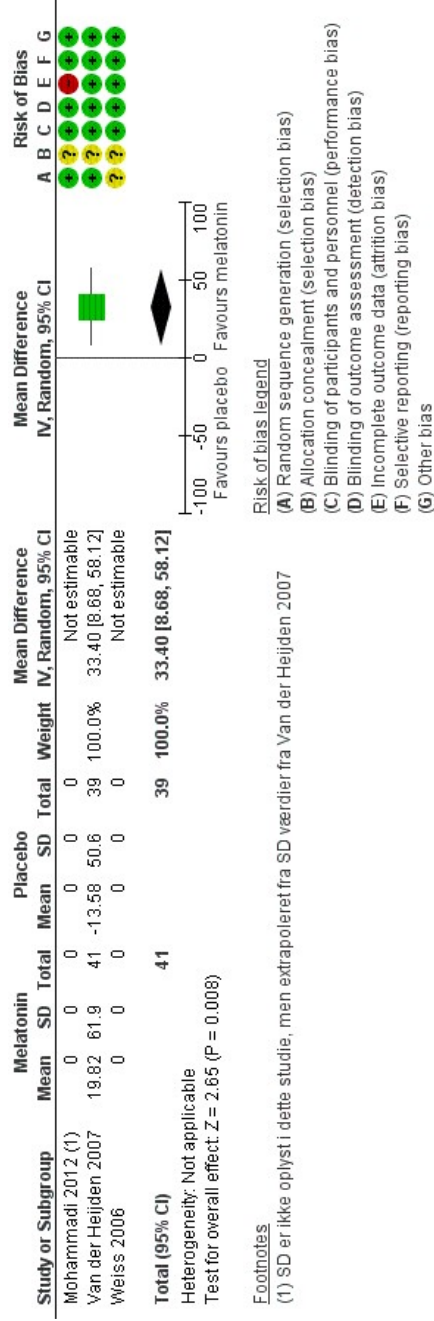 Melatonin Placebo Mean Difference Mean Difference Risk of Bias
Study or Subgroup Mean SD Total Mean SD Total Weight IV, Random, 95% CI IV, Random, 95% CI A B C D E F G
Mohammadi 2012 (1) 0 0 0 0 0 0 Not estimable + ? + + - + +
Van der Heijden 2007 19.82 61.9 41 -13.58 50.6 39 100.0% 33.40 [8.68, 58.12] + ? + + + + +
Weiss 2006 0 0 0 0 0 0 Not estimable ? ? + + + + +
Total (95% CI) 41 39 100.0% 33.40 [8.68, 58.12]
Heterogeneity: Not applicable
Test for overall effect: Z = 2.65 (P = 0.008)
-100 -50 0 50 100
Favours placebo Favours melatonin
Footnotes
(1) SD er ikke oplyst i dette studie, men extrapoleret fra SD værdier fra Van der Heijden 2007
Risk of bias legend
(A) Random sequence generation (selection bias)
(B) Allocation concealment (selection bias)
(C) Blinding of participants and personnel (performance bias)
(D) Blinding of outcome assessment (detection bias)
(E) Incomplete outcome data (attrition bias)
(F) Selective reporting (reporting bias)
(G) Other bias